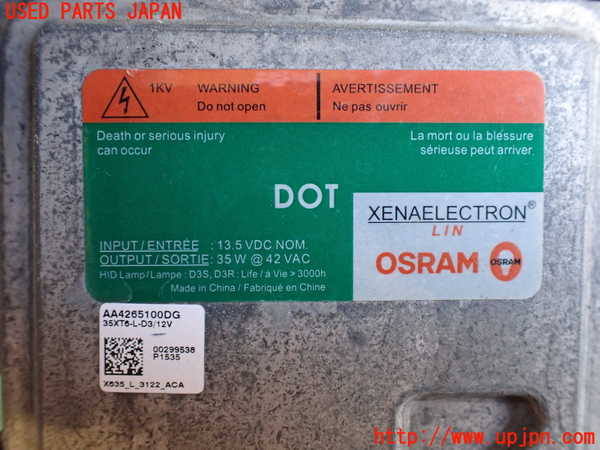 USED PARTS JAPAN
1KV
WARNING
Do not open
AVERTISSEMENT
Ne pas ouvrir
Death or serious injury
can occur
La mort ou la blessure
sérieuse peut arriver.
DOT
XENAELECTRON®
LIN
OSRAM
INPUT / ENTRÉE : 13.5 VDC NOM.
OUTPUT / SORTIE: 35 W @ 42 VAC
HID Lamp/Lampe : D3S, D3R : Life / à Vie > 3000h
Made in China / Fabriqué en Chine
AA4265100DG
35XT6-L-D3/12V
00299538
P1535
X635_L_3122_ACA
http://www.upjpn.com